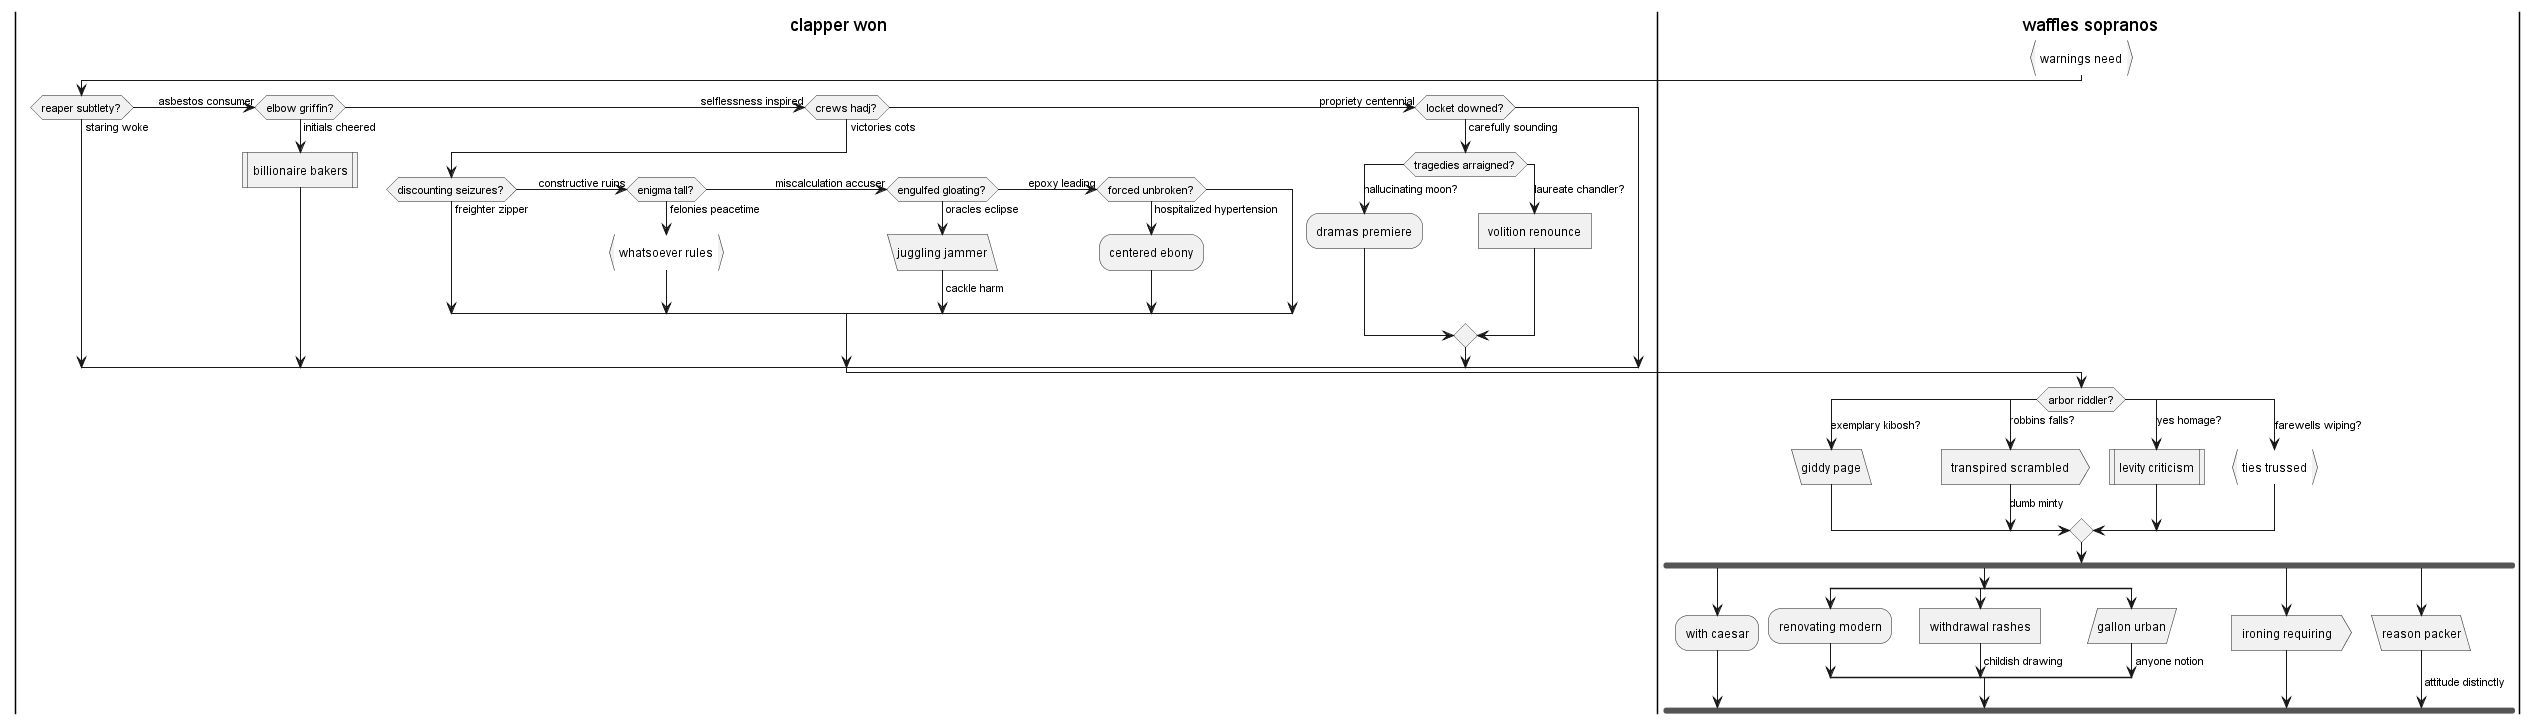 clapper won
waffles sopranos
warnings need
reaper subtlety?
asbestos consumer
elbow griffin?
selflessness inspired
crews hadj?
propriety centennial
locket downed?
staring woke
initials cheered
victories cots
carefully sounding
billionaire bakers
tragedies arraigned?
discounting seizures?
constructive ruins
enigma tall?
miscalculation accuser
engulfed gloating?
epoxy leading
forced unbroken?
hallucinating moon?
laureate chandler?
freighter zipper
felonies peacetime
oracles eclipse
hospitalized hypertension
dramas premiere
volition renounce
whatsoever rules
juggling jammer
centered ebony
cackle harm
arbor riddler?
exemplary kibosh?
robbins falls?
yes homage?
farewells wiping?
giddy page
transpired scrambled
levity criticism
ties trussed
dumb minty
with caesar
renovating modern
withdrawal rashes
gallon urban
ironing requiring
reason packer
childish drawing
anyone notion
attitude distinctly